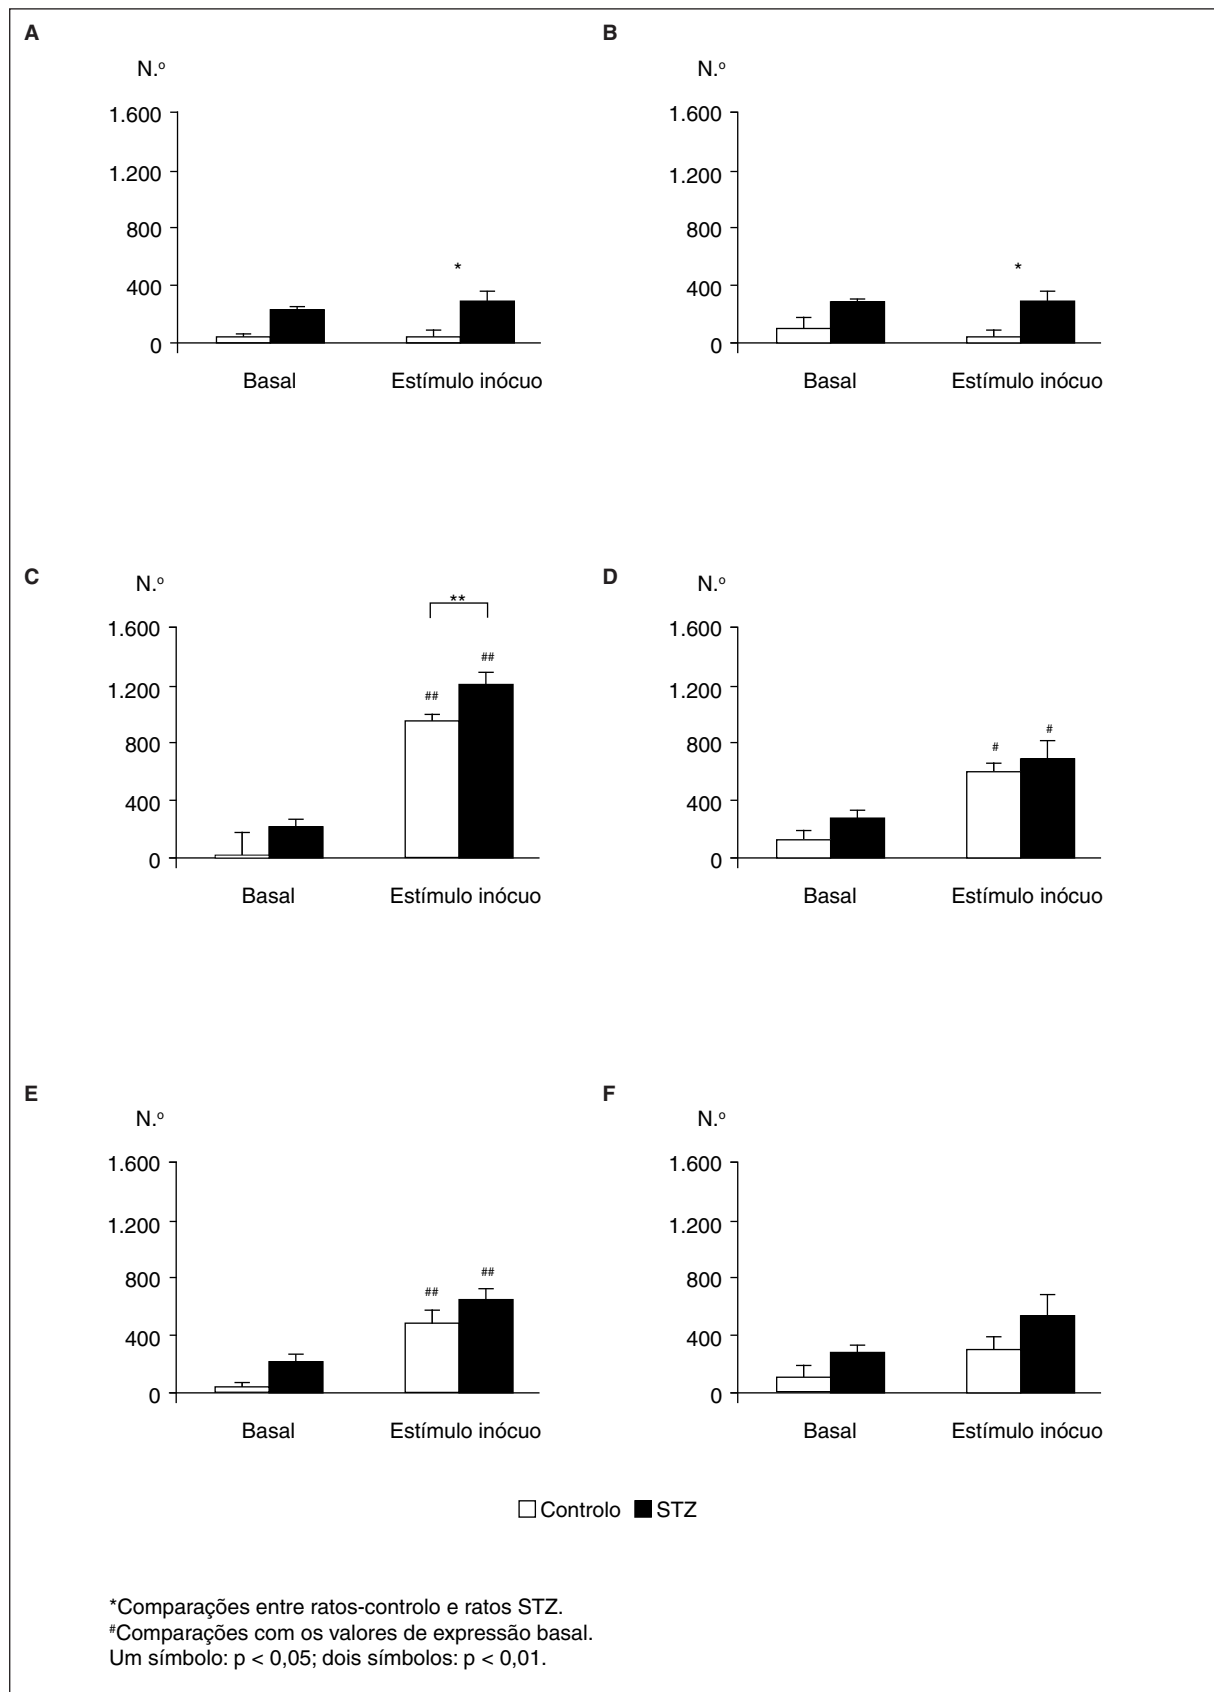 A
N.º
1.600
1.200
800
400
0
*
Basal
Estímulo inócuo
B
N.º
1.600
1.200
800
400
0
*
Basal
Estímulo inócuo
C
N.º
1.600
1.200
800
400
0
**
##
##
Basal
Estímulo inócuo
D
N.º
1.600
1.200
800
400
0
#
#
Basal
Estímulo inócuo
E
N.º
1.600
1.200
800
400
0
##
##
Basal
Estímulo inócuo
F
N.º
1.600
1.200
800
400
0
Basal
Estímulo inócuo
Controlo STZ
*Comparações entre ratos-controlo e ratos STZ.
#Comparações com os valores de expressão basal.
Um símbolo: p < 0,05; dois símbolos: p < 0,01.